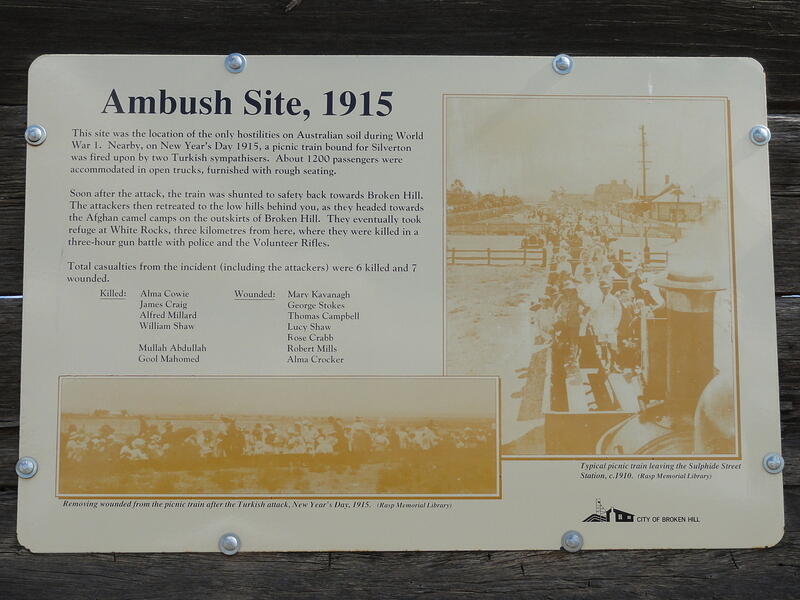 Ambush Site, 1915
This site was the location of the only hostilities on Australian soil during World
War 1. Nearby, on New Year's Day 1915, a picnic train bound for Silverton
was fired upon by two Turkish sympathisers. About 1200 passengers were
accommodated in open trucks, furnished with rough seating.
Soon after the attack, the train was shunted to safety back towards Broken Hill.
The attackers then retreated to the low hills behind you, as they headed towards
the Afghan camel camps on the outskirts of Broken Hill. They eventually took
refuge at White Rocks, three kilometres from here, where they were killed in a
three-hour gun battle with police and the Volunteer Rifles.
Total casualties from the incident (including the attackers) were 6 killed and 7
wounded.
Killed: Alma Cowie
James Craig
Alfred Millard
William Shaw
Mullah Abdullah
Gool Mahomed
Wounded: Mary Kavanagh
George Stokes
Thomas Campbell
Lucy Shaw
Rose Crabb
Robert Mills
Alma Crocker
Removing wounded from the picnic train after the Turkish attack, New Year's Day, 1915. (Rasp Memorial Library)
Typical picnic train leaving the Sulphide Street
Station, c.1910. (Rasp Memorial Library)
CITY OF BROKEN HILL